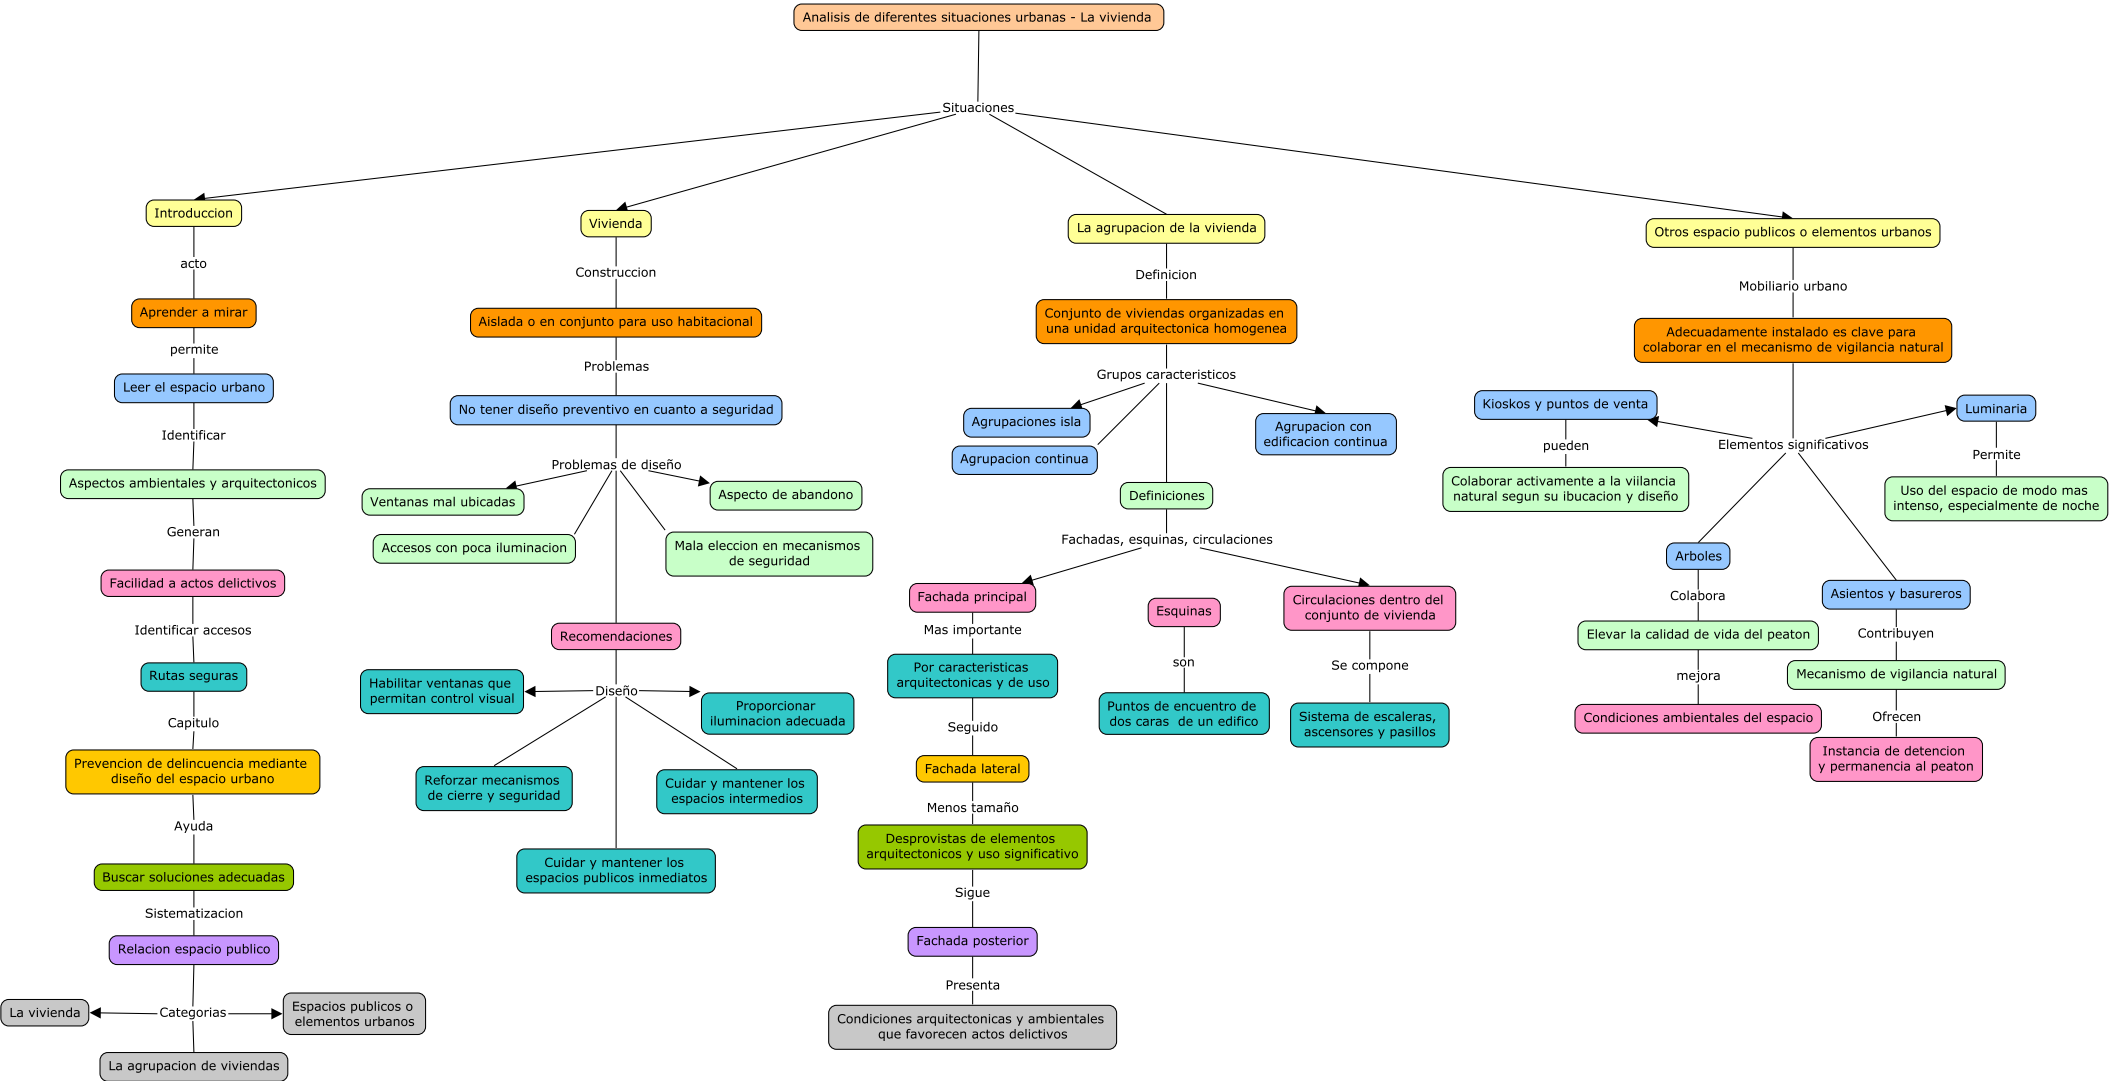 Analisis de diferentes situaciones urbanas - La vivienda
Situaciones
Introduccion
acto
Aprender a mirar
permite
Leer el espacio urbano
Identificar
Aspectos ambientales y arquitectonicos
Generan
Facilidad a actos delictivos
Identificar accesos
Rutas seguras
Capitulo
Prevencion de delincuencia mediante
diseño del espacio urbano
Ayuda
Buscar soluciones adecuadas
Sistematizacion
Relacion espacio publico
Categorias
La vivienda
Espacios publicos o
elementos urbanos
La agrupacion de viviendas
Vivienda
Construccion
Aislada o en conjunto para uso habitacional
Problemas
No tener diseño preventivo en cuanto a seguridad
Problemas de diseño
Ventanas mal ubicadas
Aspecto de abandono
Accesos con poca iluminacion
Mala eleccion en mecanismos
de seguridad
Recomendaciones
Diseño
Habilitar ventanas que
permitan control visual
Proporcionar
iluminacion adecuada
Reforzar mecanismos
de cierre y seguridad
Cuidar y mantener los
espacios intermedios
Cuidar y mantener los
espacios publicos inmediatos
La agrupacion de la vivienda
Definicion
Conjunto de viviendas organizadas en
una unidad arquitectonica homogenea
Grupos caracteristicos
Agrupaciones isla
Agrupacion continua
Agrupacion con
edificacion continua
Definiciones
Fachadas, esquinas, circulaciones
Fachada principal
Mas importante
Por caracteristicas
arquitectonicas y de uso
Seguido
Fachada lateral
Menos tamaño
Desprovistas de elementos
arquitectonicos y uso significativo
Sigue
Fachada posterior
Presenta
Condiciones arquitectonicas y ambientales
que favorecen actos delictivos
Esquinas
son
Puntos de encuentro de
dos caras de un edifico
Circulaciones dentro del
conjunto de vivienda
Se compone
Sistema de escaleras,
ascensores y pasillos
Otros espacio publicos o elementos urbanos
Mobiliario urbano
Adecuadamente instalado es clave para
colaborar en el mecanismo de vigilancia natural
Elementos significativos
Kioskos y puntos de venta
pueden
Colaborar activamente a la viilancia
natural segun su ibucacion y diseño
Luminaria
Permite
Uso del espacio de modo mas
intenso, especialmente de noche
Arboles
Colabora
Elevar la calidad de vida del peaton
mejora
Condiciones ambientales del espacio
Asientos y basureros
Contribuyen
Mecanismo de vigilancia natural
Ofrecen
Instancia de detencion
y permanencia al peaton